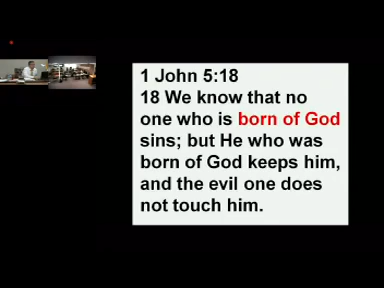 1 John 5:18
18 We know that no
one who is born of God
sins; but He who was
born of God keeps him,
and the evil one does
not touch him.